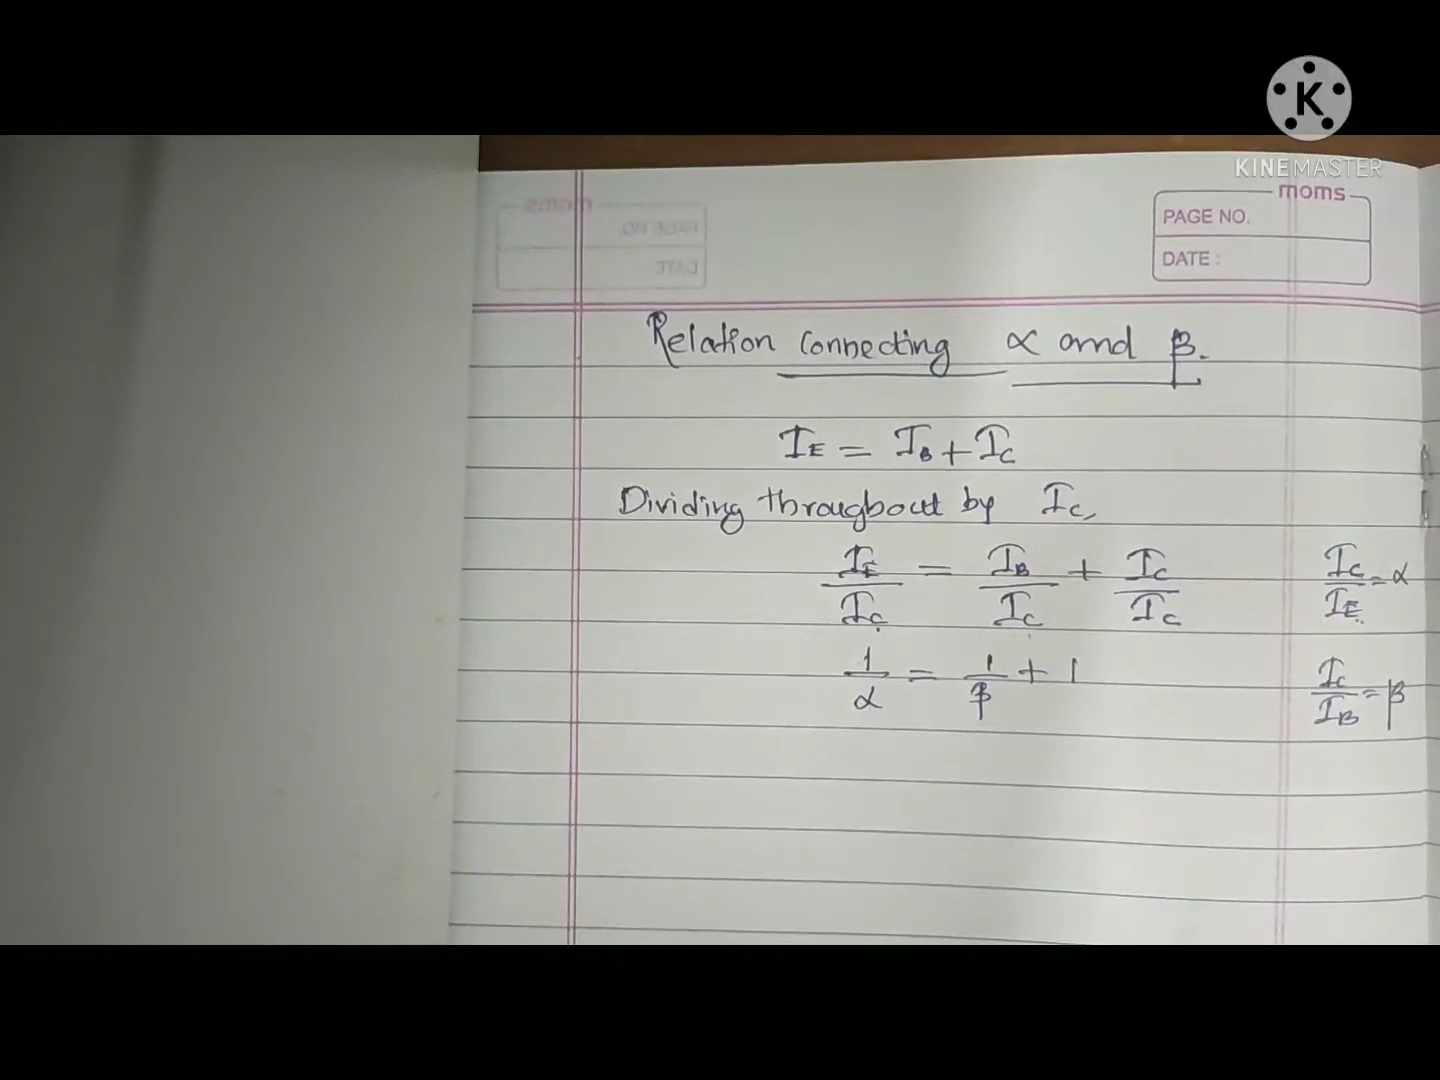 KINEMASTER
moms
PAGE NO.
DATE :
Relation connecting α and β.
I_E = I_B + I_C
Dividing throughout by I_C,
I_E/I_C = I_B/I_C + I_C/I_C
I_C/I_E = α
1/α = 1/β + 1
I_C/I_B = β